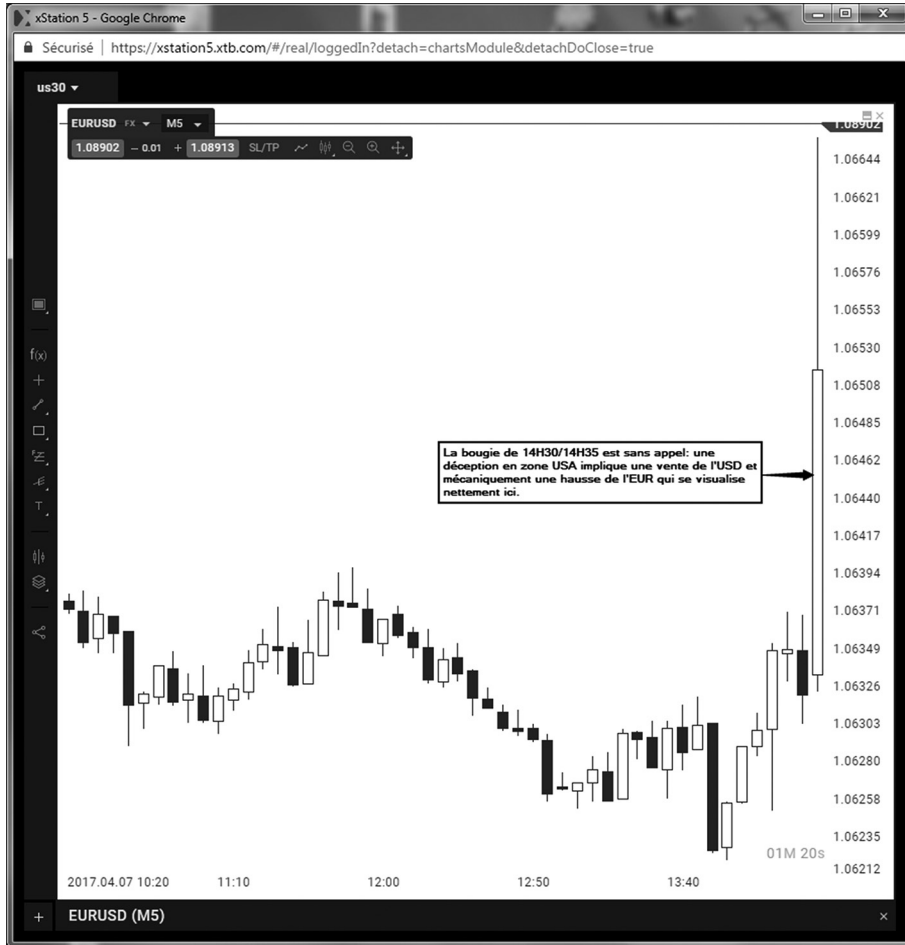 xStation 5 - Google Chrome
Sécurisé | https://xstation5.xtb.com/#/real/loggedIn?detach=chartsModule&detachDoClose=true
us30
EURUSD FX M5
1.08902
1.08902 – 0.01 + 1.08913 SL/TP
1.06644
1.06621
1.06599
1.06576
1.06553
f(x)
1.06530
1.06508
1.06485
La bougie de 14H30/14H35 est sans appel: une
déception en zone USA implique une vente de l'USD et
mécaniquement une hausse de l'EUR qui se visualise
nettement ici.
1.06462
1.06440
T
1.06417
1.06394
1.06371
1.06349
1.06326
1.06303
1.06280
1.06258
1.06235
01M 20s
1.06212
2017.04.07 10:20 11:10 12:00 12:50 13:40
+ EURUSD (M5) ×